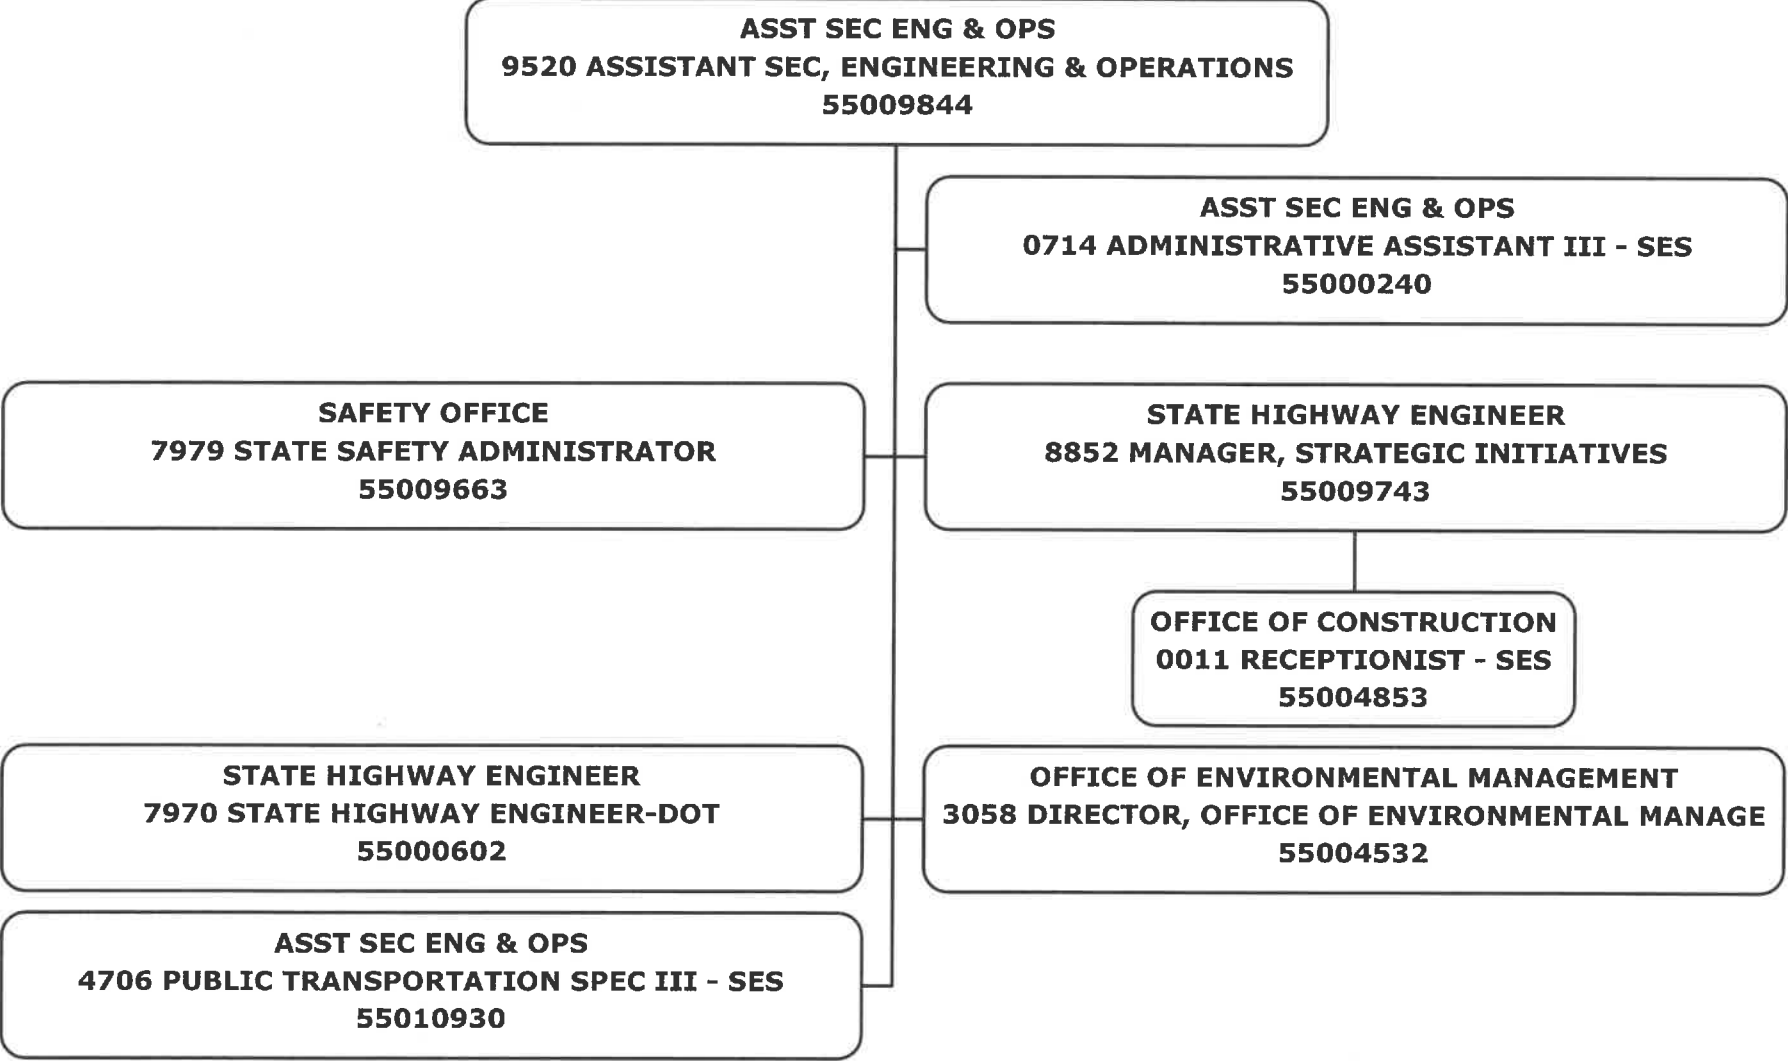 ASST SEC ENG & OPS
9520 ASSISTANT SEC, ENGINEERING & OPERATIONS
55009844
ASST SEC ENG & OPS
0714 ADMINISTRATIVE ASSISTANT III - SES
55000240
SAFETY OFFICE
7979 STATE SAFETY ADMINISTRATOR
55009663
STATE HIGHWAY ENGINEER
8852 MANAGER, STRATEGIC INITIATIVES
55009743
OFFICE OF CONSTRUCTION
0011 RECEPTIONIST - SES
55004853
STATE HIGHWAY ENGINEER
7970 STATE HIGHWAY ENGINEER-DOT
55000602
OFFICE OF ENVIRONMENTAL MANAGEMENT
3058 DIRECTOR, OFFICE OF ENVIRONMENTAL MANAGE
55004532
ASST SEC ENG & OPS
4706 PUBLIC TRANSPORTATION SPEC III - SES
55010930